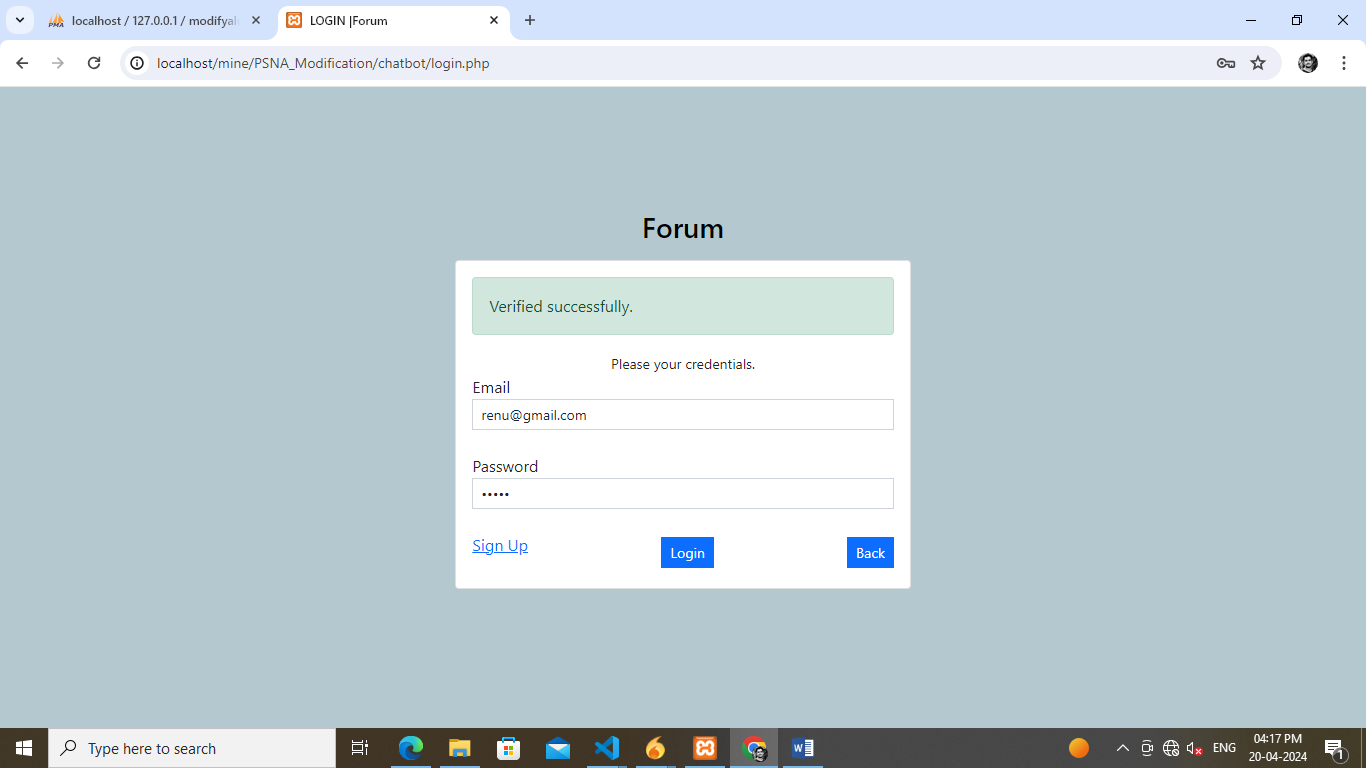 localhost / 127.0.0.1 / modifyal
LOGIN |Forum
localhost/mine/PSNA_Modification/chatbot/login.php
Forum
Verified successfully.
Please your credentials.
Email
renu@gmail.com
Password
•••••
Sign Up
Login
Back
Type here to search
ENG
04:17 PM
20-04-2024
1